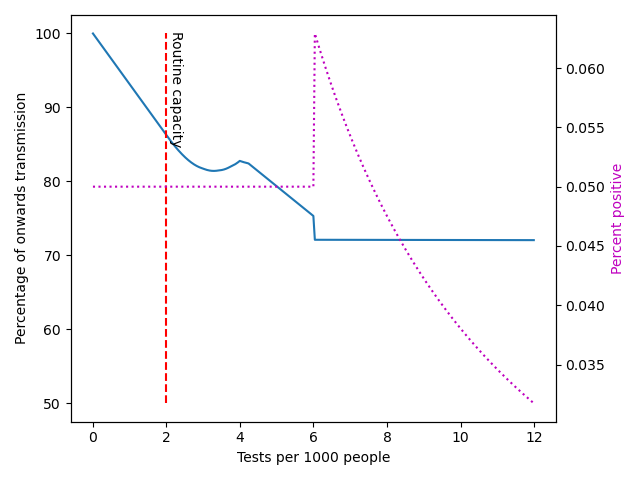 100
90
80
70
60
50
Percentage of onwards transmission
Routine capacity
0.060
0.055
0.050
0.045
0.040
0.035
Percent positive
0 2 4 6 8 10 12
Tests per 1000 people